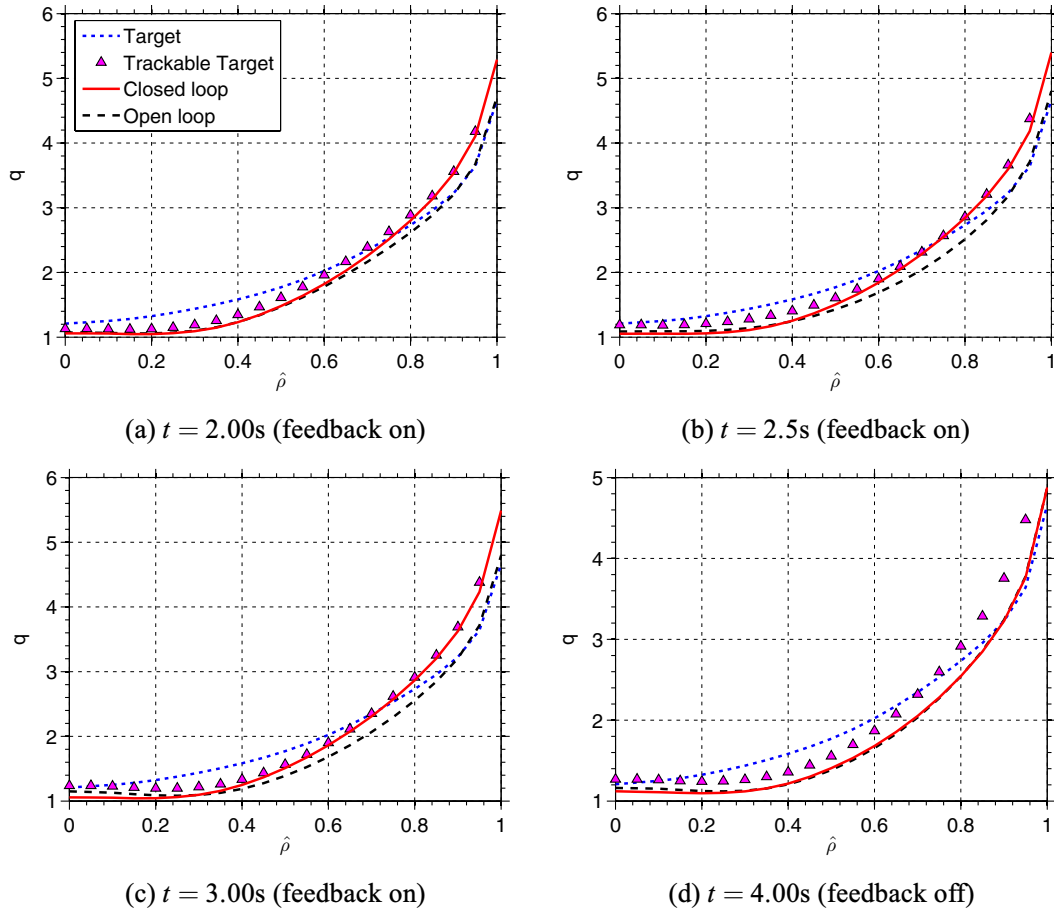 6
5
4
3
2
1
q
Target
Trackable Target
Closed loop
Open loop
0 0.2 0.4 0.6 0.8 1
ρ̂
(a) t = 2.00s (feedback on)
6
5
4
3
2
1
q
0 0.2 0.4 0.6 0.8 1
ρ̂
(b) t = 2.5s (feedback on)
6
5
4
3
2
1
q
0 0.2 0.4 0.6 0.8 1
ρ̂
(c) t = 3.00s (feedback on)
5
4
3
2
1
q
0 0.2 0.4 0.6 0.8 1
ρ̂
(d) t = 4.00s (feedback off)